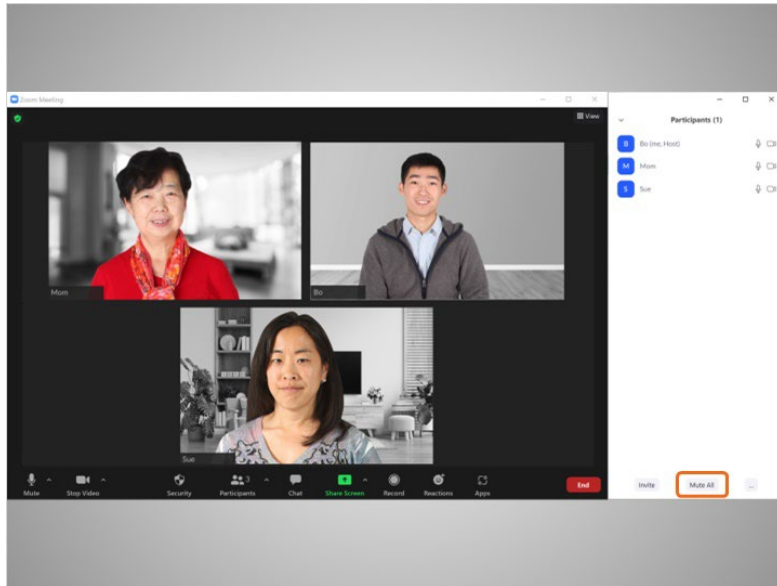 Zoom Meeting
View
Mom
Bo
Sue
Mute
Stop Video
Security
Participants
3
Chat
Share Screen
Record
Reactions
Apps
End
Participants (1)
B Bo (me, Host)
M Mom
S Sue
Invite
Mute All
...